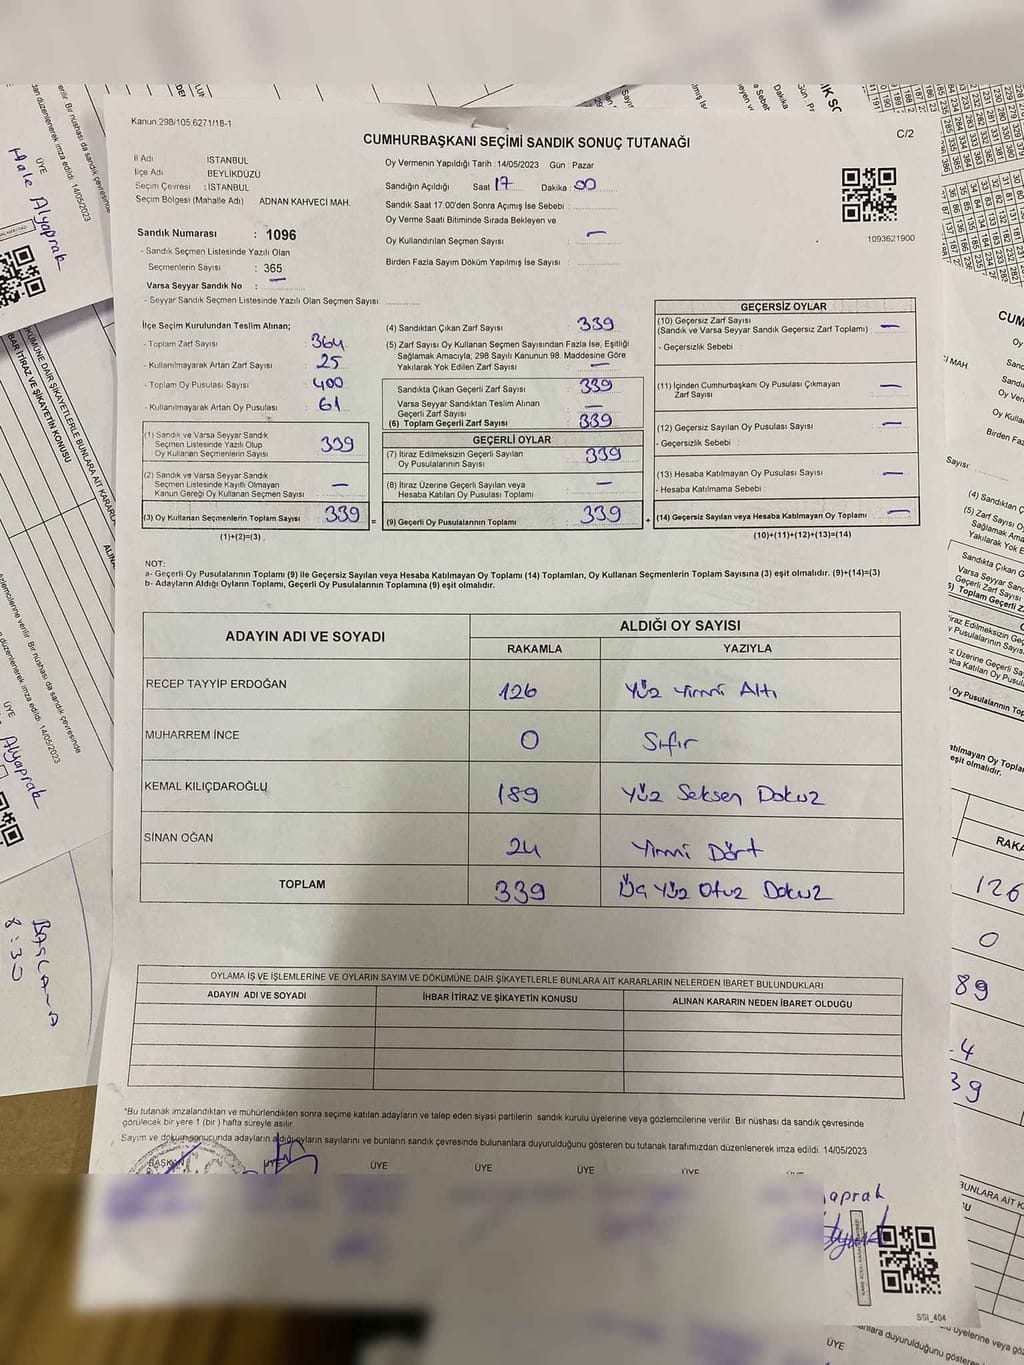 Kanun 298/105.6271/18-1
CUMHURBAŞKANI SEÇİMİ SANDIK SONUÇ TUTANAĞI
C/2
İl Adı İSTANBUL
İlçe Adı BEYLİKDÜZÜ
Seçim Çevresi : İSTANBUL
Seçim Bölgesi (Mahalle Adı) ADNAN KAHVECİ MAH.
Oy Vermenin Yapıldığı Tarih : 14/05/2023 Gün : Pazar
Sandığın Açıldığı Saat 17 Dakika : 00
Sandık Saat 17.00'den Sonra Açılmış İse Sebebi :
Oy Verme Saati Bitiminde Sırada Bekleyen ve
Oy Kullandırılan Seçmen Sayısı : —
Birden Fazla Sayım Döküm Yapılmış İse Sayısı :
1093621900
Sandık Numarası : 1096
- Sandık Seçmen Listesinde Yazılı Olan
Seçmenlerin Sayısı : 365
Varsa Seyyar Sandık No : —
- Seyyar Sandık Seçmen Listesinde Yazılı Olan Seçmen Sayısı
İlçe Seçim Kurulundan Teslim Alınan;
- Toplam Zarf Sayısı : 364
- Kullanılmayarak Artan Zarf Sayısı : 25
- Toplam Oy Pusulası Sayısı : 400
- Kullanılmayarak Artan Oy Pusulası : 61
(1) Sandık ve Varsa Seyyar Sandık
Seçmen Listesinde Yazılı Olup
Oy Kullanan Seçmenlerin Sayısı 339
(2) Sandık ve Varsa Seyyar Sandık
Seçmen Listesinde Kayıtlı Olmayan
Kanun Gereği Oy Kullanan Seçmen Sayısı —
(3) Oy Kullanan Seçmenlerin Toplam Sayısı 339 =
(1)+(2)=(3)
(4) Sandıktan Çıkan Zarf Sayısı : 339
(5) Zarf Sayısı Oy Kullanan Seçmen Sayısından Fazla İse, Eşitliği
Sağlamak Amacıyla; 298 Sayılı Kanunun 98. Maddesine Göre
Yakılarak Yok Edilen Zarf Sayısı : —
Sandıkta Çıkan Geçerli Zarf Sayısı : 339
Varsa Seyyar Sandıktan Teslim Alınan
Geçerli Zarf Sayısı : —
(6) Toplam Geçerli Zarf Sayısı : 339
GEÇERLİ OYLAR
(7) İtiraz Edilmeksizin Geçerli Sayılan
Oy Pusulalarının Sayısı : 339
(8) İtiraz Üzerine Geçerli Sayılan veya
Hesaba Katılan Oy Pusulası Toplamı : —
(9) Geçerli Oy Pusulalarının Toplamı : 339 +
GEÇERSİZ OYLAR
(10) Geçersiz Zarf Sayısı
(Sandık ve Varsa Seyyar Sandık Geçersiz Zarf Toplamı) : —
- Geçersizlik Sebebi :
(11) İçinden Cumhurbaşkanı Oy Pusulası Çıkmayan
Zarf Sayısı : —
(12) Geçersiz Sayılan Oy Pusulası Sayısı : —
- Geçersizlik Sebebi :
(13) Hesaba Katılmayan Oy Pusulası Sayısı : —
- Hesaba Katılmama Sebebi :
(14) Geçersiz Sayılan veya Hesaba Katılmayan Oy Toplamı : —
(10)+(11)+(12)+(13)=(14)
NOT:
a- Geçerli Oy Pusulalarının Toplamı (9) ile Geçersiz Sayılan veya Hesaba Katılmayan Oy Toplamı (14) Toplamları, Oy Kullanan Seçmenlerin Toplam Sayısına (3) eşit olmalıdır. (9)+(14)=(3)
b- Adayların Aldığı Oyların Toplamı, Geçerli Oy Pusulalarının Toplamına (9) eşit olmalıdır.
ADAYIN ADI VE SOYADI ALDIĞI OY SAYISI
RAKAMLA YAZIYLA
RECEP TAYYİP ERDOĞAN 126 Yüz Yirmi Altı
MUHARREM İNCE 0 Sıfır
KEMAL KILIÇDAROĞLU 189 Yüz Seksen Dokuz
SİNAN OĞAN 24 Yirmi Dört
TOPLAM 339 Üç Yüz Otuz Dokuz
OYLAMA İŞ VE İŞLEMLERİNE VE OYLARIN SAYIM VE DÖKÜMÜNE DAİR ŞİKAYETLERLE BUNLARA AİT KARARLARIN NELERDEN İBARET BULUNDUKLARI
ADAYIN ADI VE SOYADI İHBAR İTİRAZ VE ŞİKAYETİN KONUSU ALINAN KARARIN NEDEN İBARET OLDUĞU
*Bu tutanak imzalandıktan ve mühürlendikten sonra seçime katılan adayların ve talep eden siyasi partilerin sandık kurulu üyelerine veya gözlemcilerine verilir. Bir nüshası da sandık çevresinde
görülecek bir yere 1 (bir) hafta süreyle asılır.
Sayım ve döküm sonucunda adayların aldığı oyların sayılarını ve bunların sandık çevresinde bulunanlara duyurulduğunu gösteren bu tutanak tarafımızdan düzenlenerek imza edildi. 14/05/2023
BAŞKAN ÜYE ÜYE ÜYE ÜYE ÜYE
SSI_404
ÜYE
Hale Alyaprak
ÜYE
Alyaprak
8:30
126
0
89
39